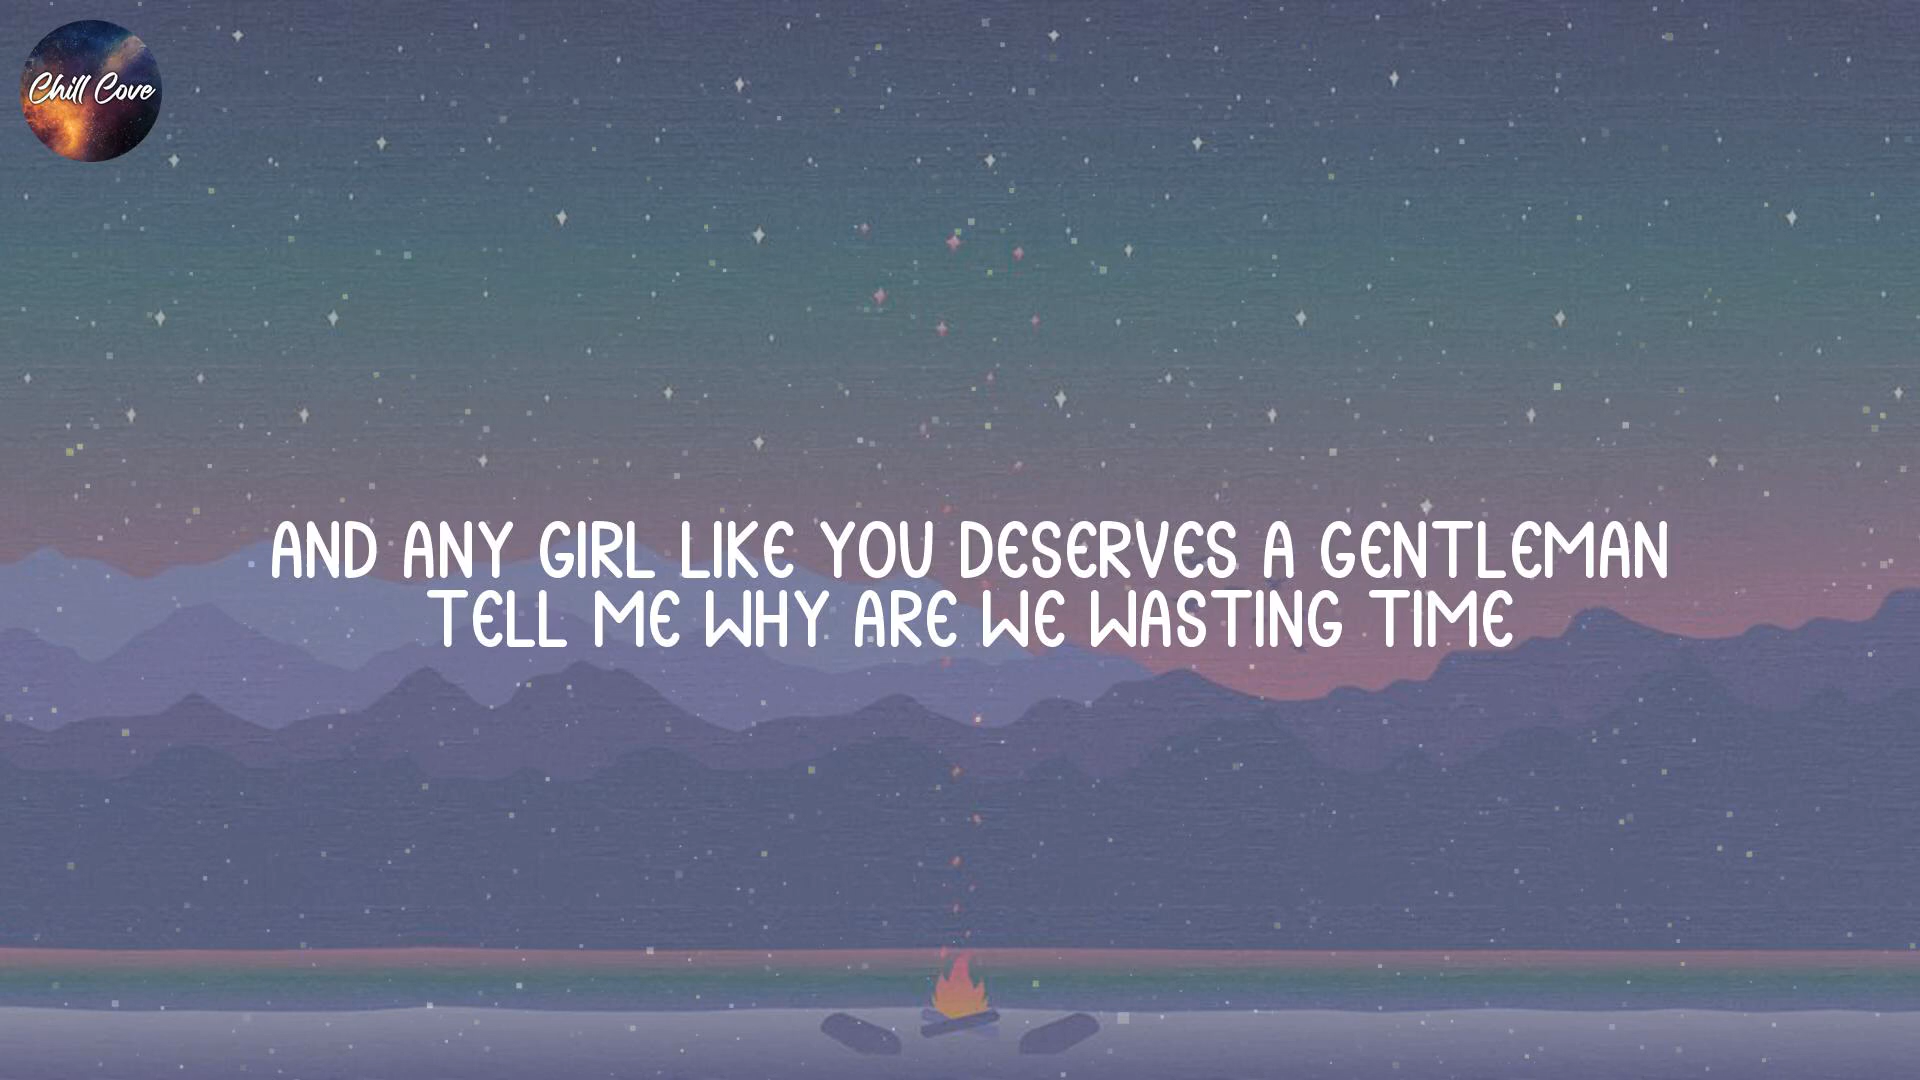 Chill Cove
AND ANY GIRL LIKE YOU DESERVES A GENTLEMAN
TELL ME WHY ARE WE WASTING TIME